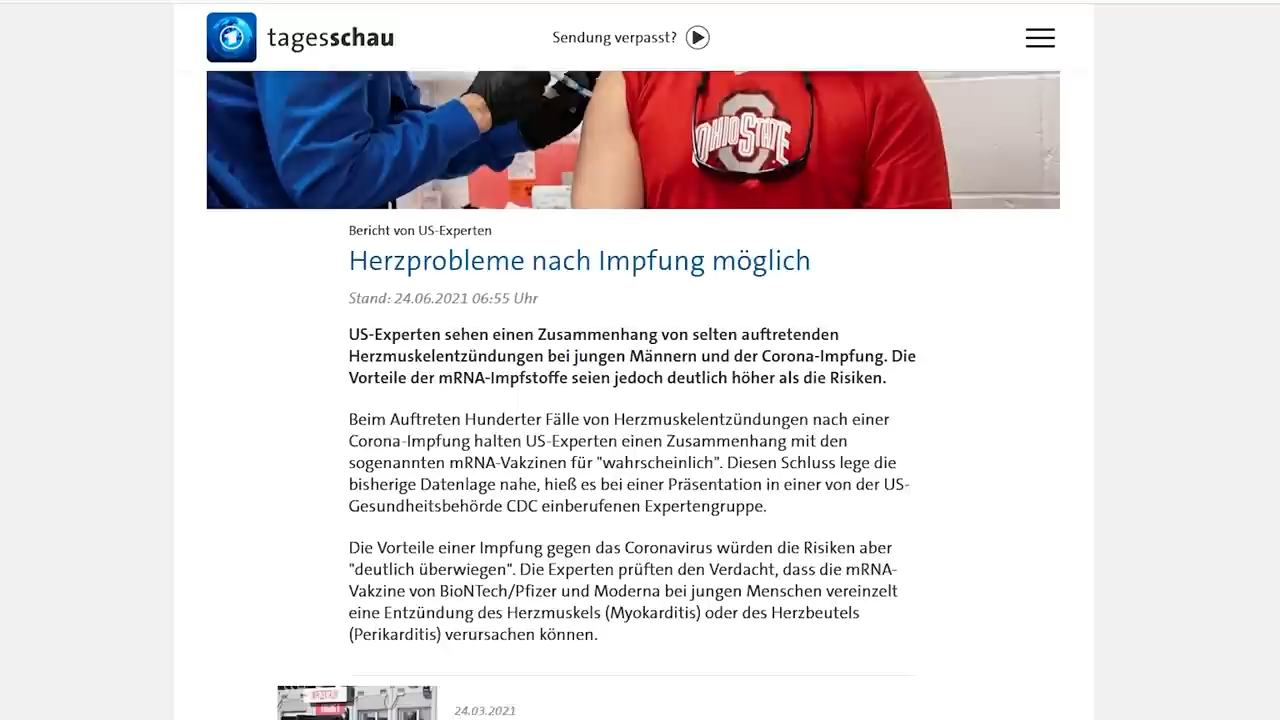 tagesschau
Sendung verpasst?
OHIO STATE
Bericht von US-Experten
Herzprobleme nach Impfung möglich
Stand: 24.06.2021 06:55 Uhr
US-Experten sehen einen Zusammenhang von selten auftretenden
Herzmuskelentzündungen bei jungen Männern und der Corona-Impfung. Die
Vorteile der mRNA-Impfstoffe seien jedoch deutlich höher als die Risiken.
Beim Auftreten Hunderter Fälle von Herzmuskelentzündungen nach einer
Corona-Impfung halten US-Experten einen Zusammenhang mit den
sogenannten mRNA-Vakzinen für "wahrscheinlich". Diesen Schluss lege die
bisherige Datenlage nahe, hieß es bei einer Präsentation in einer von der US-
Gesundheitsbehörde CDC einberufenen Expertengruppe.
Die Vorteile einer Impfung gegen das Coronavirus würden die Risiken aber
"deutlich überwiegen". Die Experten prüften den Verdacht, dass die mRNA-
Vakzine von BioNTech/Pfizer und Moderna bei jungen Menschen vereinzelt
eine Entzündung des Herzmuskels (Myokarditis) oder des Herzbeutels
(Perikarditis) verursachen können.
24.03.2021